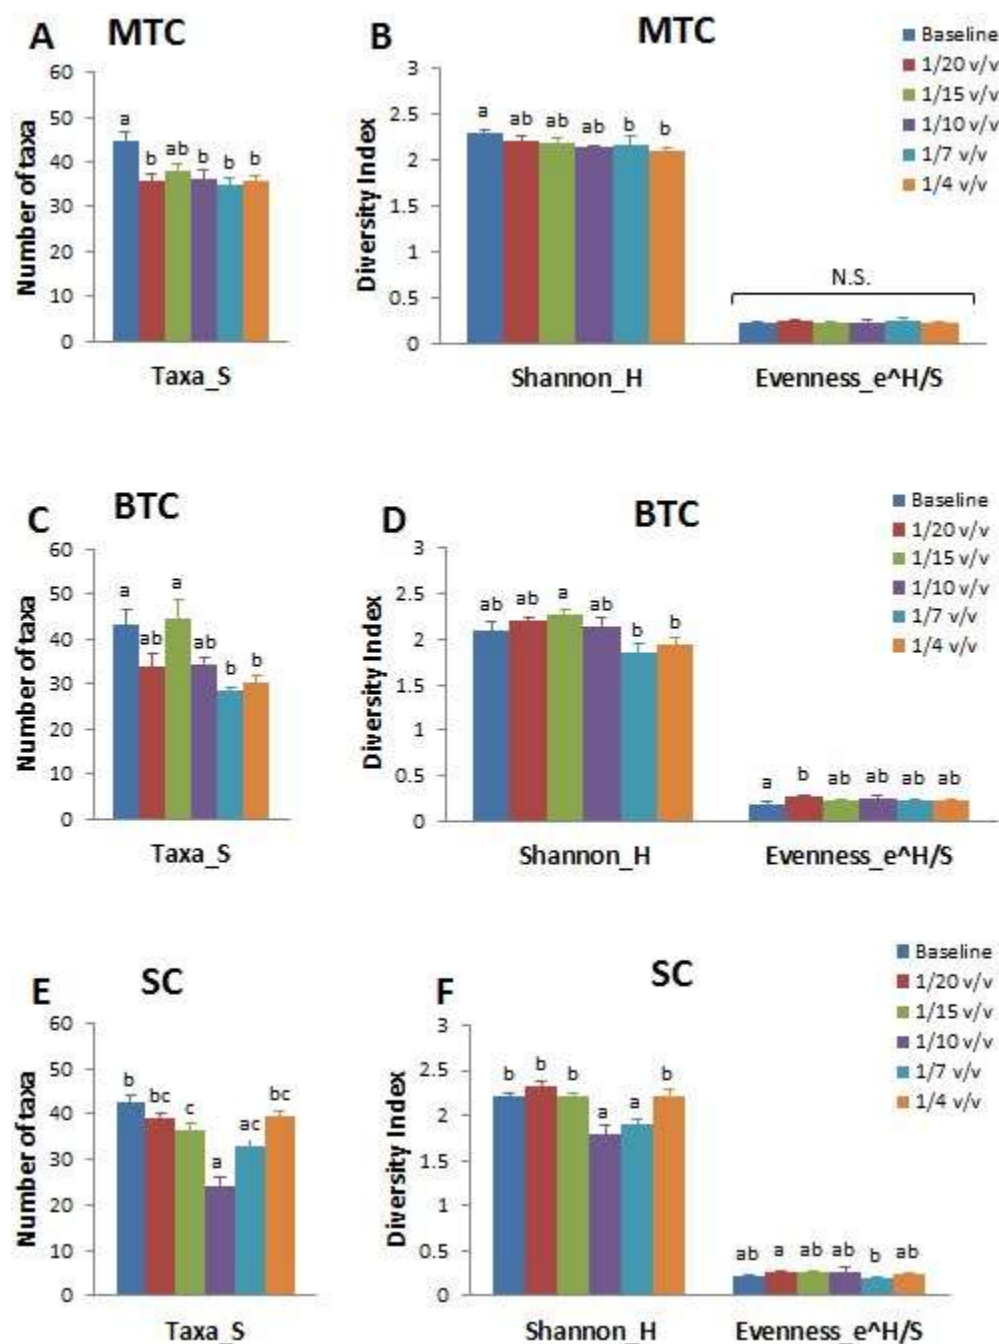 A MTC
60
50
40
30
20
10
0
Number of taxa
a b ab b b b
Taxa_S
B MTC
3
2.5
2
1.5
1
0.5
0
Diversity Index
a ab ab ab b b
N.S.
Shannon_H Evenness_e^H/S
Baseline
1/20 v/v
1/15 v/v
1/10 v/v
1/7 v/v
1/4 v/v
C BTC
60
50
40
30
20
10
0
Number of taxa
a ab a ab b b
Taxa_S
D BTC
3
2.5
2
1.5
1
0.5
0
Diversity Index
ab ab a ab b b
a b ab ab ab ab
Shannon_H Evenness_e^H/S
Baseline
1/20 v/v
1/15 v/v
1/10 v/v
1/7 v/v
1/4 v/v
E SC
60
50
40
30
20
10
0
Number of taxa
b bc c a ac bc
Taxa_S
F SC
3
2.5
2
1.5
1
0.5
0
Diversity Index
b b b a a b
ab a ab ab b ab
Shannon_H Evenness_e^H/S
Baseline
1/20 v/v
1/15 v/v
1/10 v/v
1/7 v/v
1/4 v/v